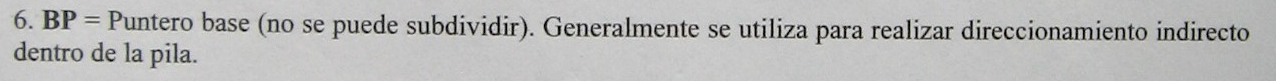 6. BP = Puntero base (no se puede subdividir). Generalmente se utiliza para realizar direccionamiento indirecto
dentro de la pila.